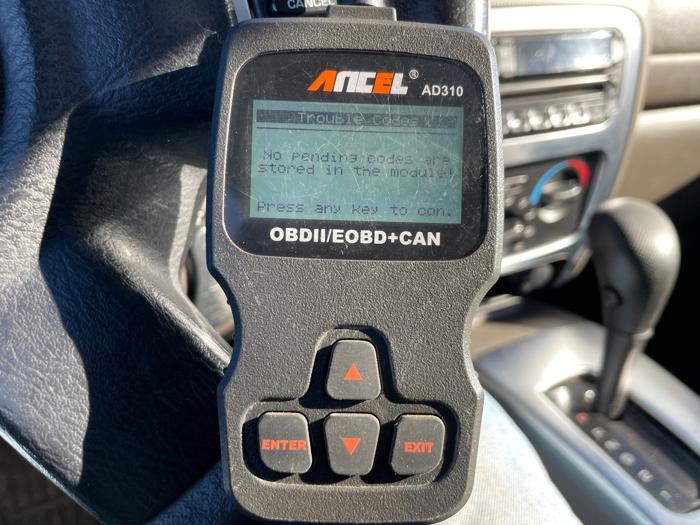 CANCEL
ANCEL®
AD310
Trouble Codes
No pending codes are
stored in the module!
Press any key to con.
OBDII/EOBD+CAN
ENTER
EXIT